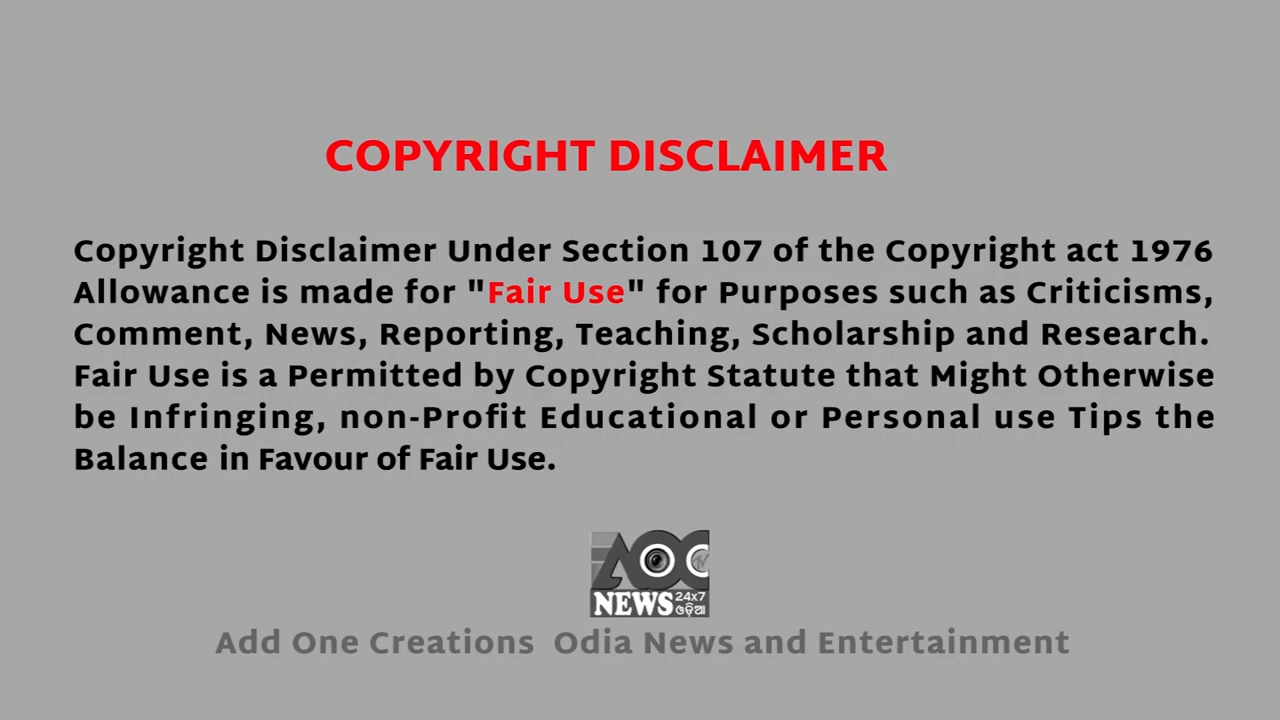 COPYRIGHT DISCLAIMER
Copyright Disclaimer Under Section 107 of the Copyright act 1976
Allowance is made for "Fair Use" for Purposes such as Criticisms,
Comment, News, Reporting, Teaching, Scholarship and Research.
Fair Use is a Permitted by Copyright Statute that Might Otherwise
be Infringing, non-Profit Educational or Personal use Tips the
Balance in Favour of Fair Use.
AOC TV
NEWS 24x7 ଓଡ଼ିଆ
Add One Creations Odia News and Entertainment